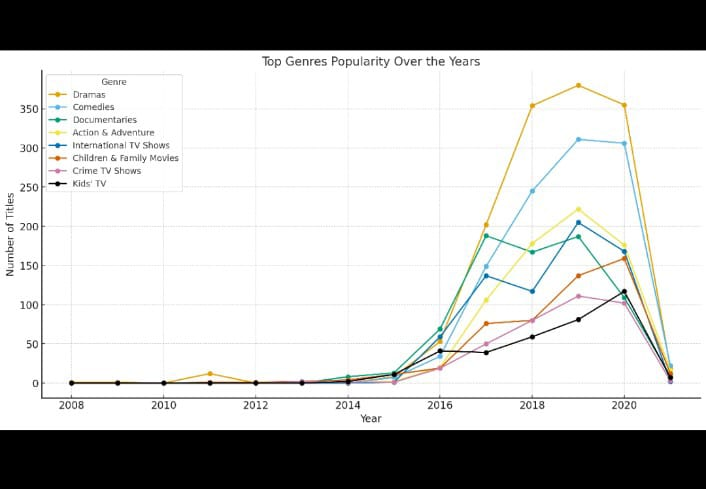 Top Genres Popularity Over the Years
Genre
Dramas
Comedies
Documentaries
Action & Adventure
International TV Shows
Children & Family Movies
Crime TV Shows
Kids' TV
Number of Titles
350
300
250
200
150
100
50
0
2008 2010 2012 2014 2016 2018 2020
Year